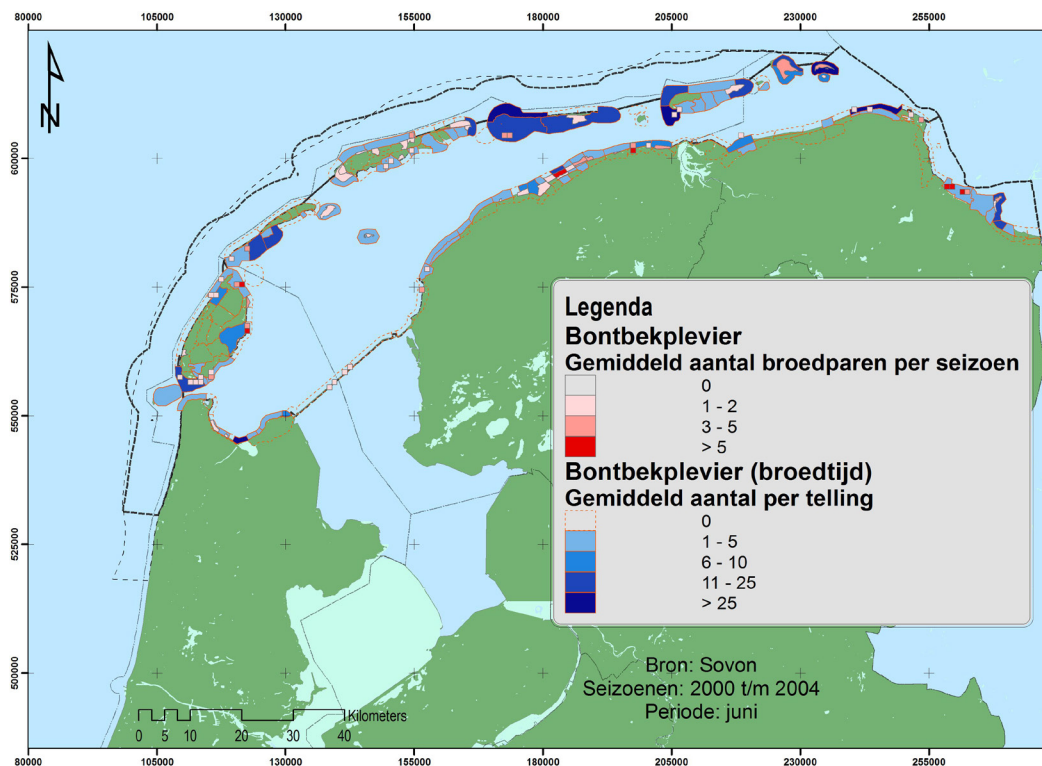 80000 105000 130000 155000 180000 205000 230000 255000
N
600000
575000
550000
525000
500000
Legenda
Bontbekplevier
Gemiddeld aantal broedparen per seizoen
0
1 - 2
3 - 5
> 5
Bontbekplevier (broedtijd)
Gemiddeld aantal per telling
0
1 - 5
6 - 10
11 - 25
> 25
Bron: Sovon
Seizoenen: 2000 t/m 2004
Periode: juni
Kilometers
0 5 10 20 30 40
80000 105000 130000 155000 180000 205000 230000 255000